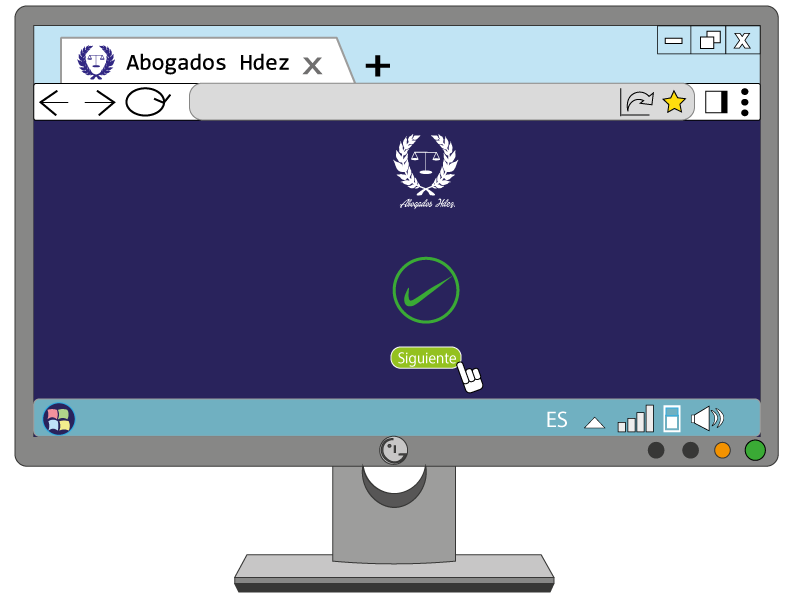 Abogados Hdez X
X
Abogados Hdez.
Siguiente
ES